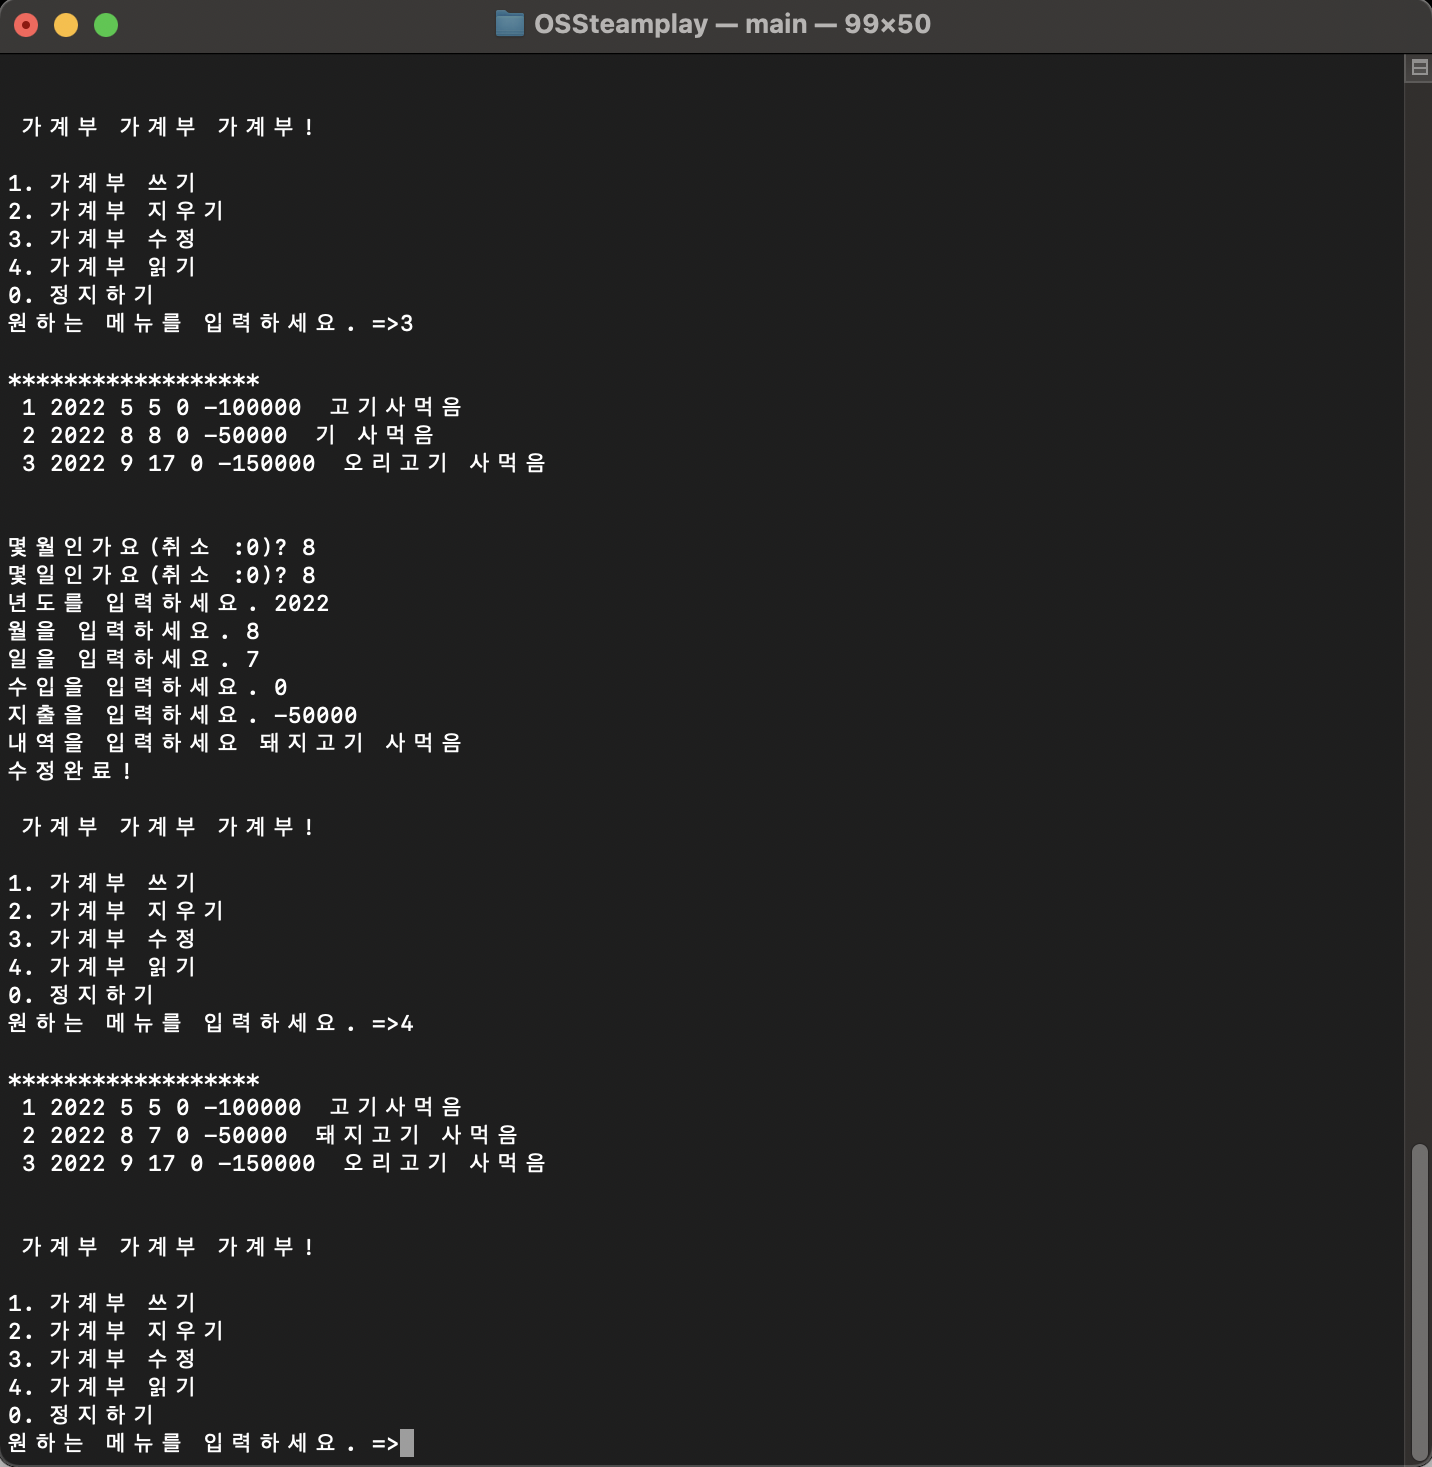 OSSteamplay — main — 99×50
가계부 가계부 가계부!
1. 가계부 쓰기
2. 가계부 지우기
3. 가계부 수정
4. 가계부 읽기
0. 정지하기
원하는 메뉴를 입력하세요. =>3
******************
1 2022 5 5 0 -100000  고기사먹음
2 2022 8 8 0 -50000  기 사먹음
3 2022 9 17 0 -150000  오리고기 사먹음
몇월인가요(취소 :0)? 8
몇일인가요(취소 :0)? 8
년도를 입력하세요. 2022
월을 입력하세요. 8
일을 입력하세요. 7
수입을 입력하세요. 0
지출을 입력하세요. -50000
내역을 입력하세요 돼지고기 사먹음
수정완료!
가계부 가계부 가계부!
1. 가계부 쓰기
2. 가계부 지우기
3. 가계부 수정
4. 가계부 읽기
0. 정지하기
원하는 메뉴를 입력하세요. =>4
******************
1 2022 5 5 0 -100000  고기사먹음
2 2022 8 7 0 -50000  돼지고기 사먹음
3 2022 9 17 0 -150000  오리고기 사먹음
가계부 가계부 가계부!
1. 가계부 쓰기
2. 가계부 지우기
3. 가계부 수정
4. 가계부 읽기
0. 정지하기
원하는 메뉴를 입력하세요. =>